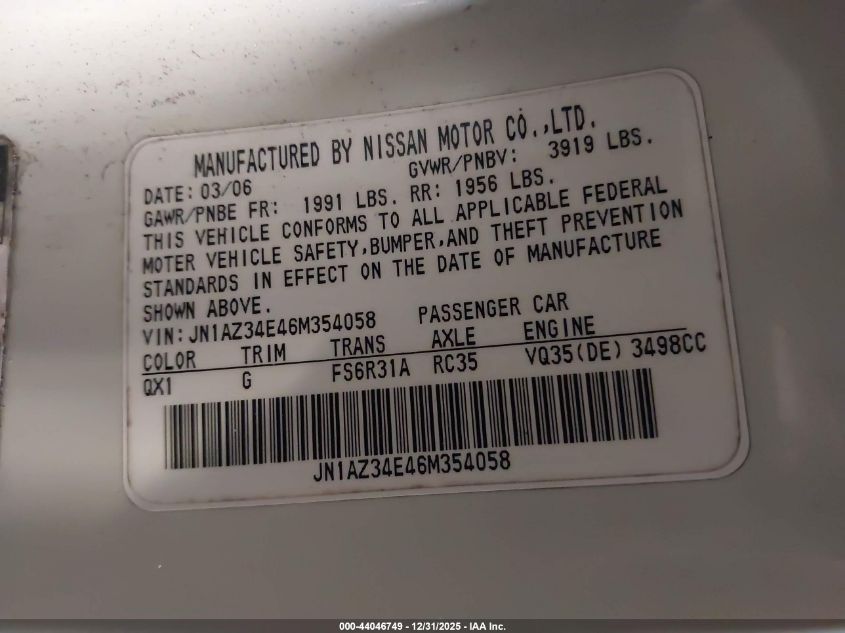 MANUFACTURED BY NISSAN MOTOR CO.,LTD.
DATE: 03/06 GVWR/PNBV: 3919 LBS.
GAWR/PNBE FR: 1991 LBS. RR: 1956 LBS.
THIS VEHICLE CONFORMS TO ALL APPLICABLE FEDERAL
MOTER VEHICLE SAFETY,BUMPER,AND THEFT PREVENTION
STANDARDS IN EFFECT ON THE DATE OF MANUFACTURE
SHOWN ABOVE.
VIN: JN1AZ34E46M354058 PASSENGER CAR
COLOR TRIM TRANS AXLE ENGINE
QX1 G FS6R31A RC35 VQ35(DE) 3498CC
JN1AZ34E46M354058
000-44046749 - 12/31/2025 - IAA Inc.